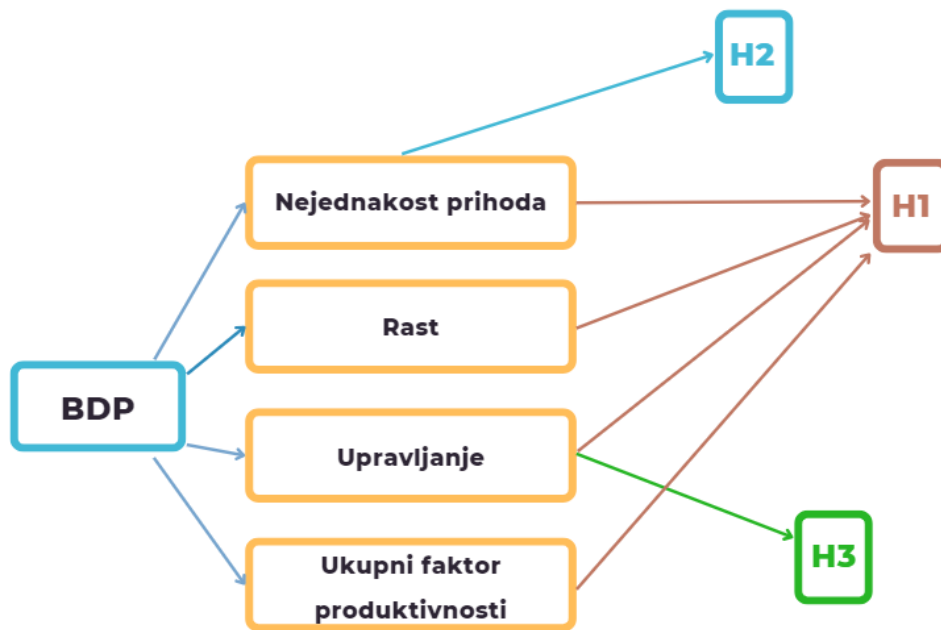 H2
Nejednakost prihoda
H1
Rast
BDP
Upravljanje
H3
Ukupni faktor
produktivnosti